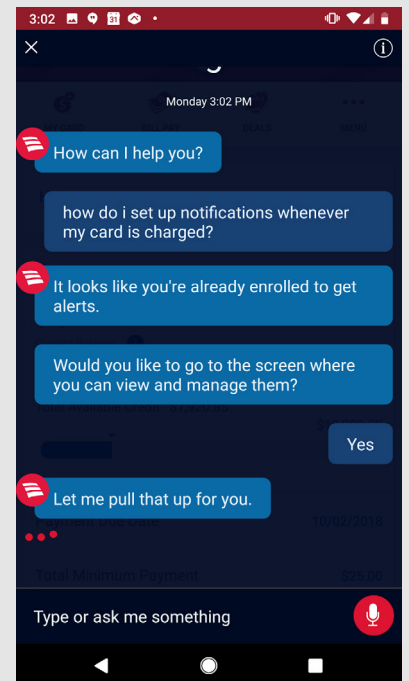 3:02
31
Monday 3:02 PM
DEALS
MENU
How can I help you?
how do i set up notifications whenever
my card is charged?
It looks like you're already enrolled to get
alerts.
Would you like to go to the screen where
you can view and manage them?
Yes
Let me pull that up for you.
Payment Due Date 10/02/2018
Total Minimum Payment $25.00
Type or ask me something